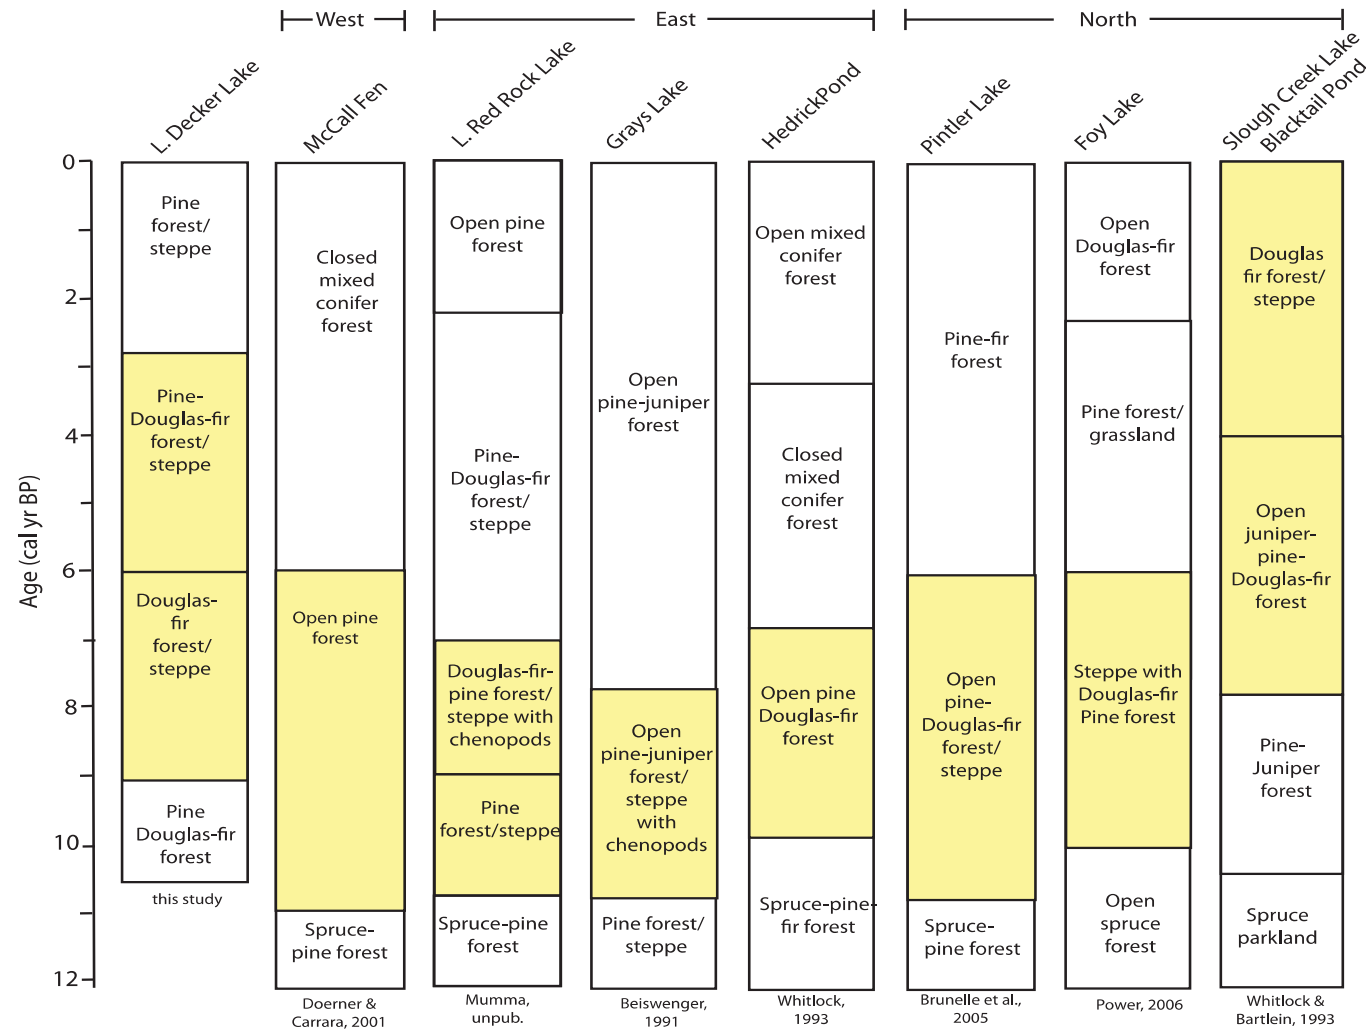 West
East
North
L. Decker Lake
McCall Fen
L. Red Rock Lake
Grays Lake
HedrickPond
Pintler Lake
Foy Lake
Slough Creek Lake
Blacktail Pond
Age (cal yr BP)
0
2
4
6
8
10
12
Pine
forest/
steppe
Pine-
Douglas-fir
forest/
steppe
Douglas-
fir
forest/
steppe
Pine
Douglas-fir
forest
this study
Closed
mixed
conifer
forest
Open pine
forest
Spruce-
pine forest
Doerner &
Carrara, 2001
Open pine
forest
Pine-
Douglas-fir
forest/
steppe
Douglas-fir-
pine forest/
steppe with
chenopods
Pine
forest/steppe
Spruce-pine
forest
Mumma,
unpub.
Open
pine-juniper
forest
Open
pine-juniper
forest/
steppe
with
chenopods
Pine forest/
steppe
Beiswenger,
1991
Open mixed
conifer
forest
Closed
mixed
conifer
forest
Open pine
Douglas-fir
forest
Spruce-pine-
fir forest
Whitlock,
1993
Pine-fir
forest
Open
pine-
Douglas-fir
forest/
steppe
Spruce-
pine forest
Brunelle et al.,
2005
Open
Douglas-fir
forest
Pine forest/
grassland
Steppe with
Douglas-fir
Pine forest
Open
spruce
forest
Power, 2006
Douglas
fir forest/
steppe
Open
juniper-
pine-
Douglas-fir
forest
Pine-
Juniper
forest
Spruce
parkland
Whitlock &
Bartlein, 1993